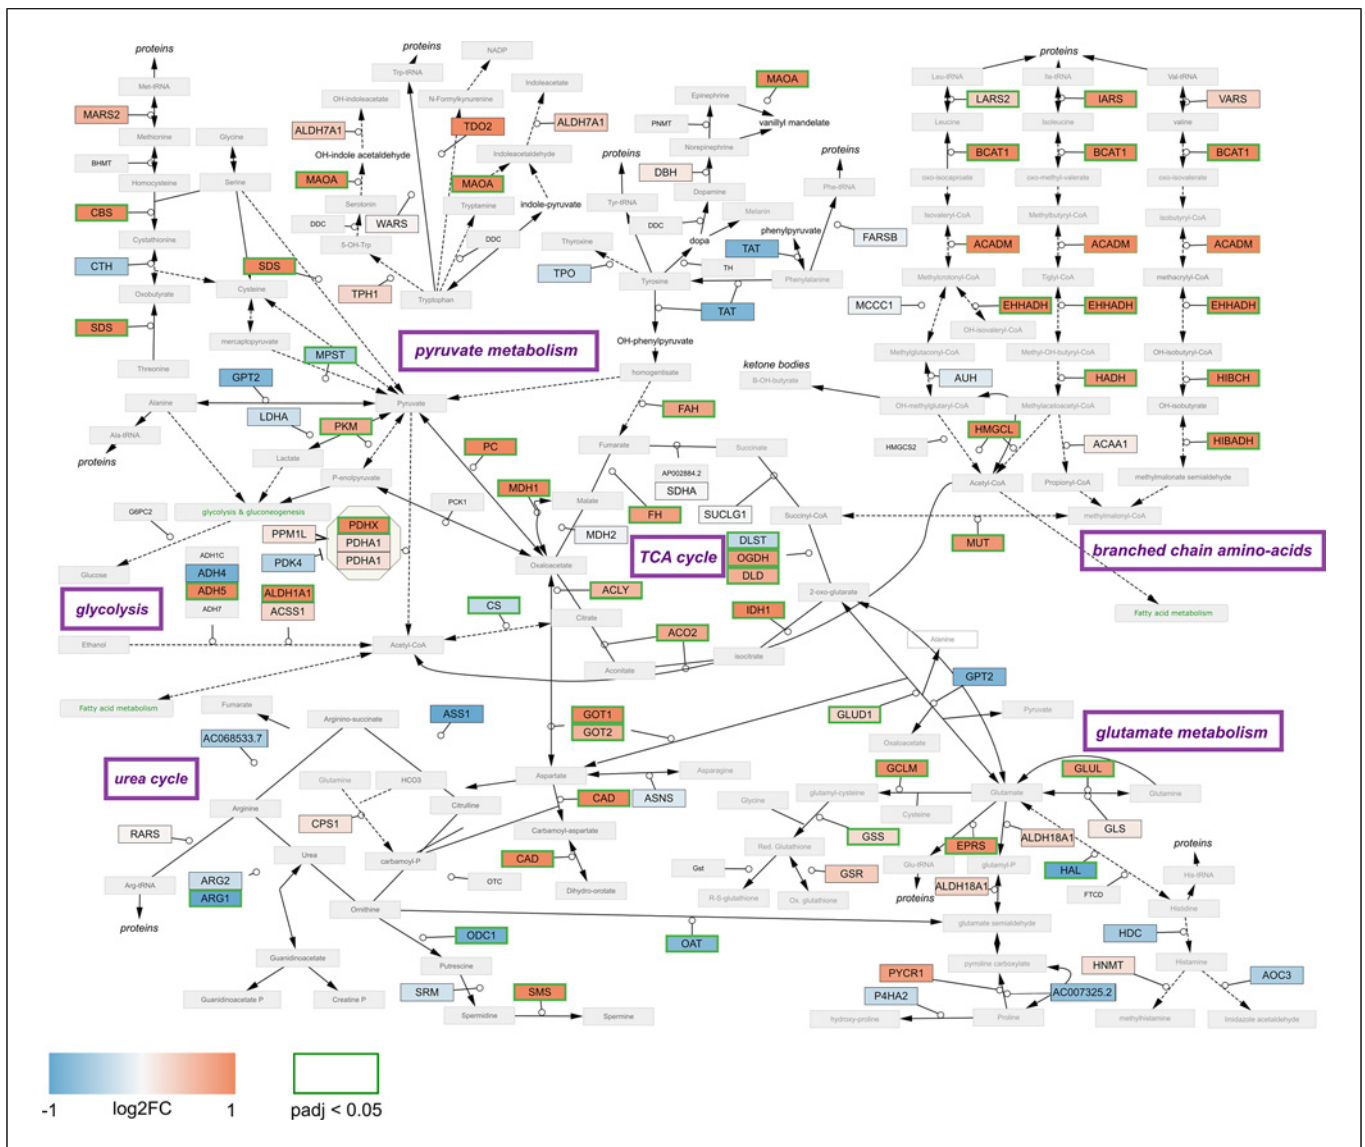 proteins
proteins
proteins
NADP
Trp-tRNA
Met-tRNA
Indoleacetate
MAOA
Leu-tRNA
Ile-tRNA
Val-tRNA
OH-indoleacetate
N-Formylkynurenine
Epinephrine
LARS2
IARS
VARS
MARS2
ALDH7A1
TDO2
ALDH7A1
PNMT
vanillyl mandelate
Leucine
Isoleucine
valine
Methionine
Glycine
Norepinephrine
OH-indole acetaldehyde
Indoleacetaldehyde
proteins
proteins
BCAT1
BCAT1
BCAT1
BHMT
Homocysteine
Serine
MAOA
MAOA
DBH
Phe-tRNA
oxo-isocaproate
oxo-methyl-valerate
oxo-isovalerate
Dopamine
Serotonin
Tryptamine
indole-pyruvate
Tyr-tRNA
Melanin
CBS
DDC
WARS
DDC
Isovaleryl-CoA
Methylbutyryl-CoA
isobutyryl-CoA
phenylpyruvate
Cystathionine
5-OH-Trp
DDC
Thyroxine
dopa
TAT
FARSB
ACADM
ACADM
ACADM
CTH
SDS
TPO
TH
Methylcrotonyl-CoA
Tiglyl-CoA
methacrylyl-CoA
Oxobutyrate
Cysteine
TPH1
Tryptophan
Tyrosine
Phenylalanine
MCCC1
EHHADH
EHHADH
EHHADH
TAT
SDS
OH-isovaleryl-CoA
mercaptopyruvate
MPST
pyruvate metabolism
OH-phenylpyruvate
Methylglutaconyl-CoA
Methyl-OH-butyryl-CoA
OH-isobutyryl-CoA
Threonine
ketone bodies
GPT2
homogentisate
B-OH-butyrate
AUH
HADH
HIBCH
Alanine
Pyruvate
LDHA
FAH
OH-methylglutaryl-CoA
Methylacetoacetyl-CoA
OH-isobutyrate
Ala-tRNA
PKM
HMGCL
proteins
Lactate
PC
Fumarate
Succinate
HMGCS2
ACAA1
HIBADH
P-enolpyruvate
AP002884.2
methylmalonate semialdehyde
MDH1
Malate
SDHA
Acetyl-CoA
Propionyl-CoA
G6PC2
glycolysis & gluconeogenesis
PCK1
FH
SUCLG1
Succinyl-CoA
methylmalonyl-CoA
PPM1L
PDHX
MDH2
PDHA1
PDHA1
PDK4
TCA cycle
DLST
OGDH
DLD
MUT
branched chain amino-acids
ADH1C
ADH4
ADH5
ADH7
Glucose
glycolysis
ALDH1A1
ACSS1
Oxaloacetate
ACLY
2-oxo-glutarate
CS
Citrate
IDH1
Fatty acid metabolism
ACO2
Ethanol
Acetyl-CoA
Alanine
Aconitate
isocitrate
GPT2
Fatty acid metabolism
Fumarate
Arginino-succinate
ASS1
GOT1
GOT2
GLUD1
Pyruvate
glutamate metabolism
AC068533.7
Oxaloacetate
urea cycle
Glutamine
HCO3
Aspartate
Asparagine
GCLM
GLUL
Arginine
Citrulline
CAD
ASNS
Glycine
glutamyl-cysteine
Glutamate
Glutamine
Cysteine
RARS
CPS1
Carbamoyl-aspartate
GSS
EPRS
ALDH18A1
GLS
Urea
carbamoyl-P
CAD
Red. Glutathione
Glu-tRNA
glutamyl-P
proteins
HAL
Arg-tRNA
ARG2
ARG1
OTC
Dihydro-orotate
Gst
GSR
ALDH18A1
FTCD
His-tRNA
R-S-glutathione
Ox. glutathione
proteins
Ornithine
Histidine
proteins
glutamate semialdehyde
ODC1
OAT
HDC
Guanidinoacetate
Putrescine
pyrroline carboxylate
HNMT
Histamine
AOC3
PYCR1
SRM
SMS
P4HA2
AC007325.2
Guanidinoacetate P
Creatine P
Spermidine
Spermine
hydroxy-proline
Proline
methylhistamine
Imidazole acetaldehyde
-1
log2FC
1
padj < 0.05